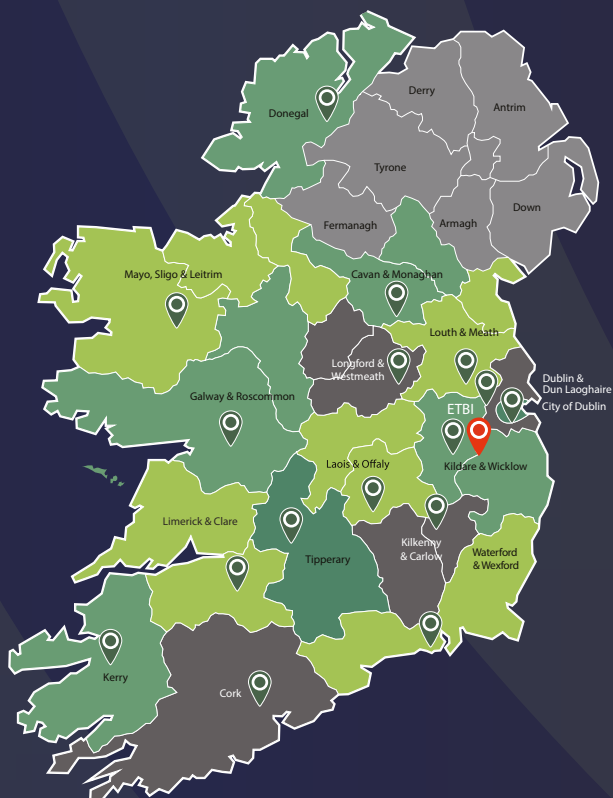 Derry
Antrim
Donegal
Tyrone
Down
Fermanagh
Armagh
Mayo, Sligo & Leitrim
Cavan & Monaghan
Louth & Meath
Longford &
Westmeath
Dublin &
Dun Laoghaire
City of Dublin
Galway & Roscommon
ETBI
Laois & Offaly
Kildare & Wicklow
Limerick & Clare
Kilkenny
& Carlow
Tipperary
Waterford
& Wexford
Kerry
Cork